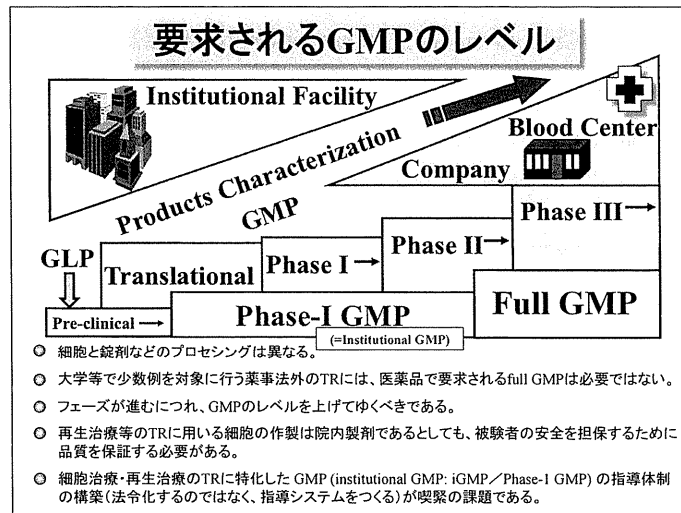 要求されるGMPのレベル
Institutional Facility
Products Characterization
GMP
Blood Center
Company
GLP
Pre-clinical
Translational
Phase I
Phase II
Phase III
Phase-I GMP
(=Institutional GMP)
Full GMP
細胞と錠剤などのプロセシングは異なる。
大学等で少数例を対象に行う薬事法外のTRには、医薬品で要求されるfull GMPは必要ではない。
フェーズが進むにつれ、GMPのレベルを上げてゆくべきである。
再生治療等のTRに用いる細胞の作製は院内製剤であるとしても、被験者の安全を担保するために
品質を保証する必要がある。
細胞治療・再生治療のTRに特化した GMP (institutional GMP: iGMP／Phase-1 GMP) の指導体制
の構築(法令化するのではなく、指導システムをつくる)が喫緊の課題である。